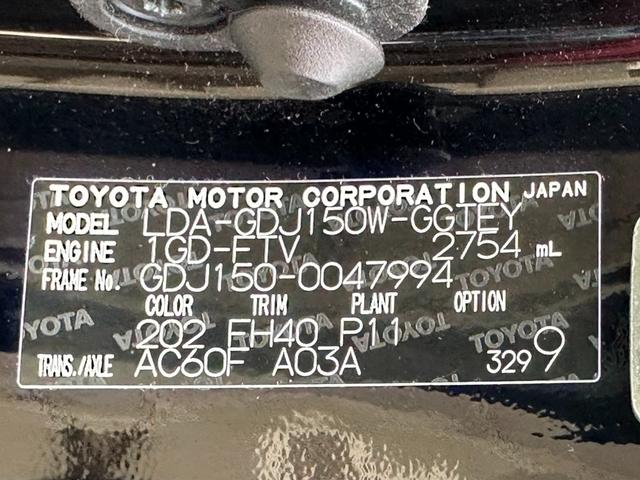 TOYOTA MOTOR CORPORATION JAPAN
MODEL LDA-GDJ150W-GGTEY
ENGINE 1GD-FTV 2754 mL
FRAME No. GDJ150-0047994
COLOR TRIM PLANT OPTION
202 FH40 P11
TRANS./AXLE AC60F A03A 329 9